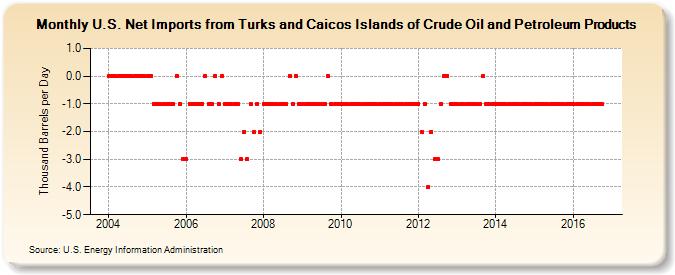 Monthly U.S. Net Imports from Turks and Caicos Islands of Crude Oil and Petroleum Products
Thousand Barrels per Day
1.0
0.0
-1.0
-2.0
-3.0
-4.0
-5.0
2004 2006 2008 2010 2012 2014 2016
Source: U.S. Energy Information Administration